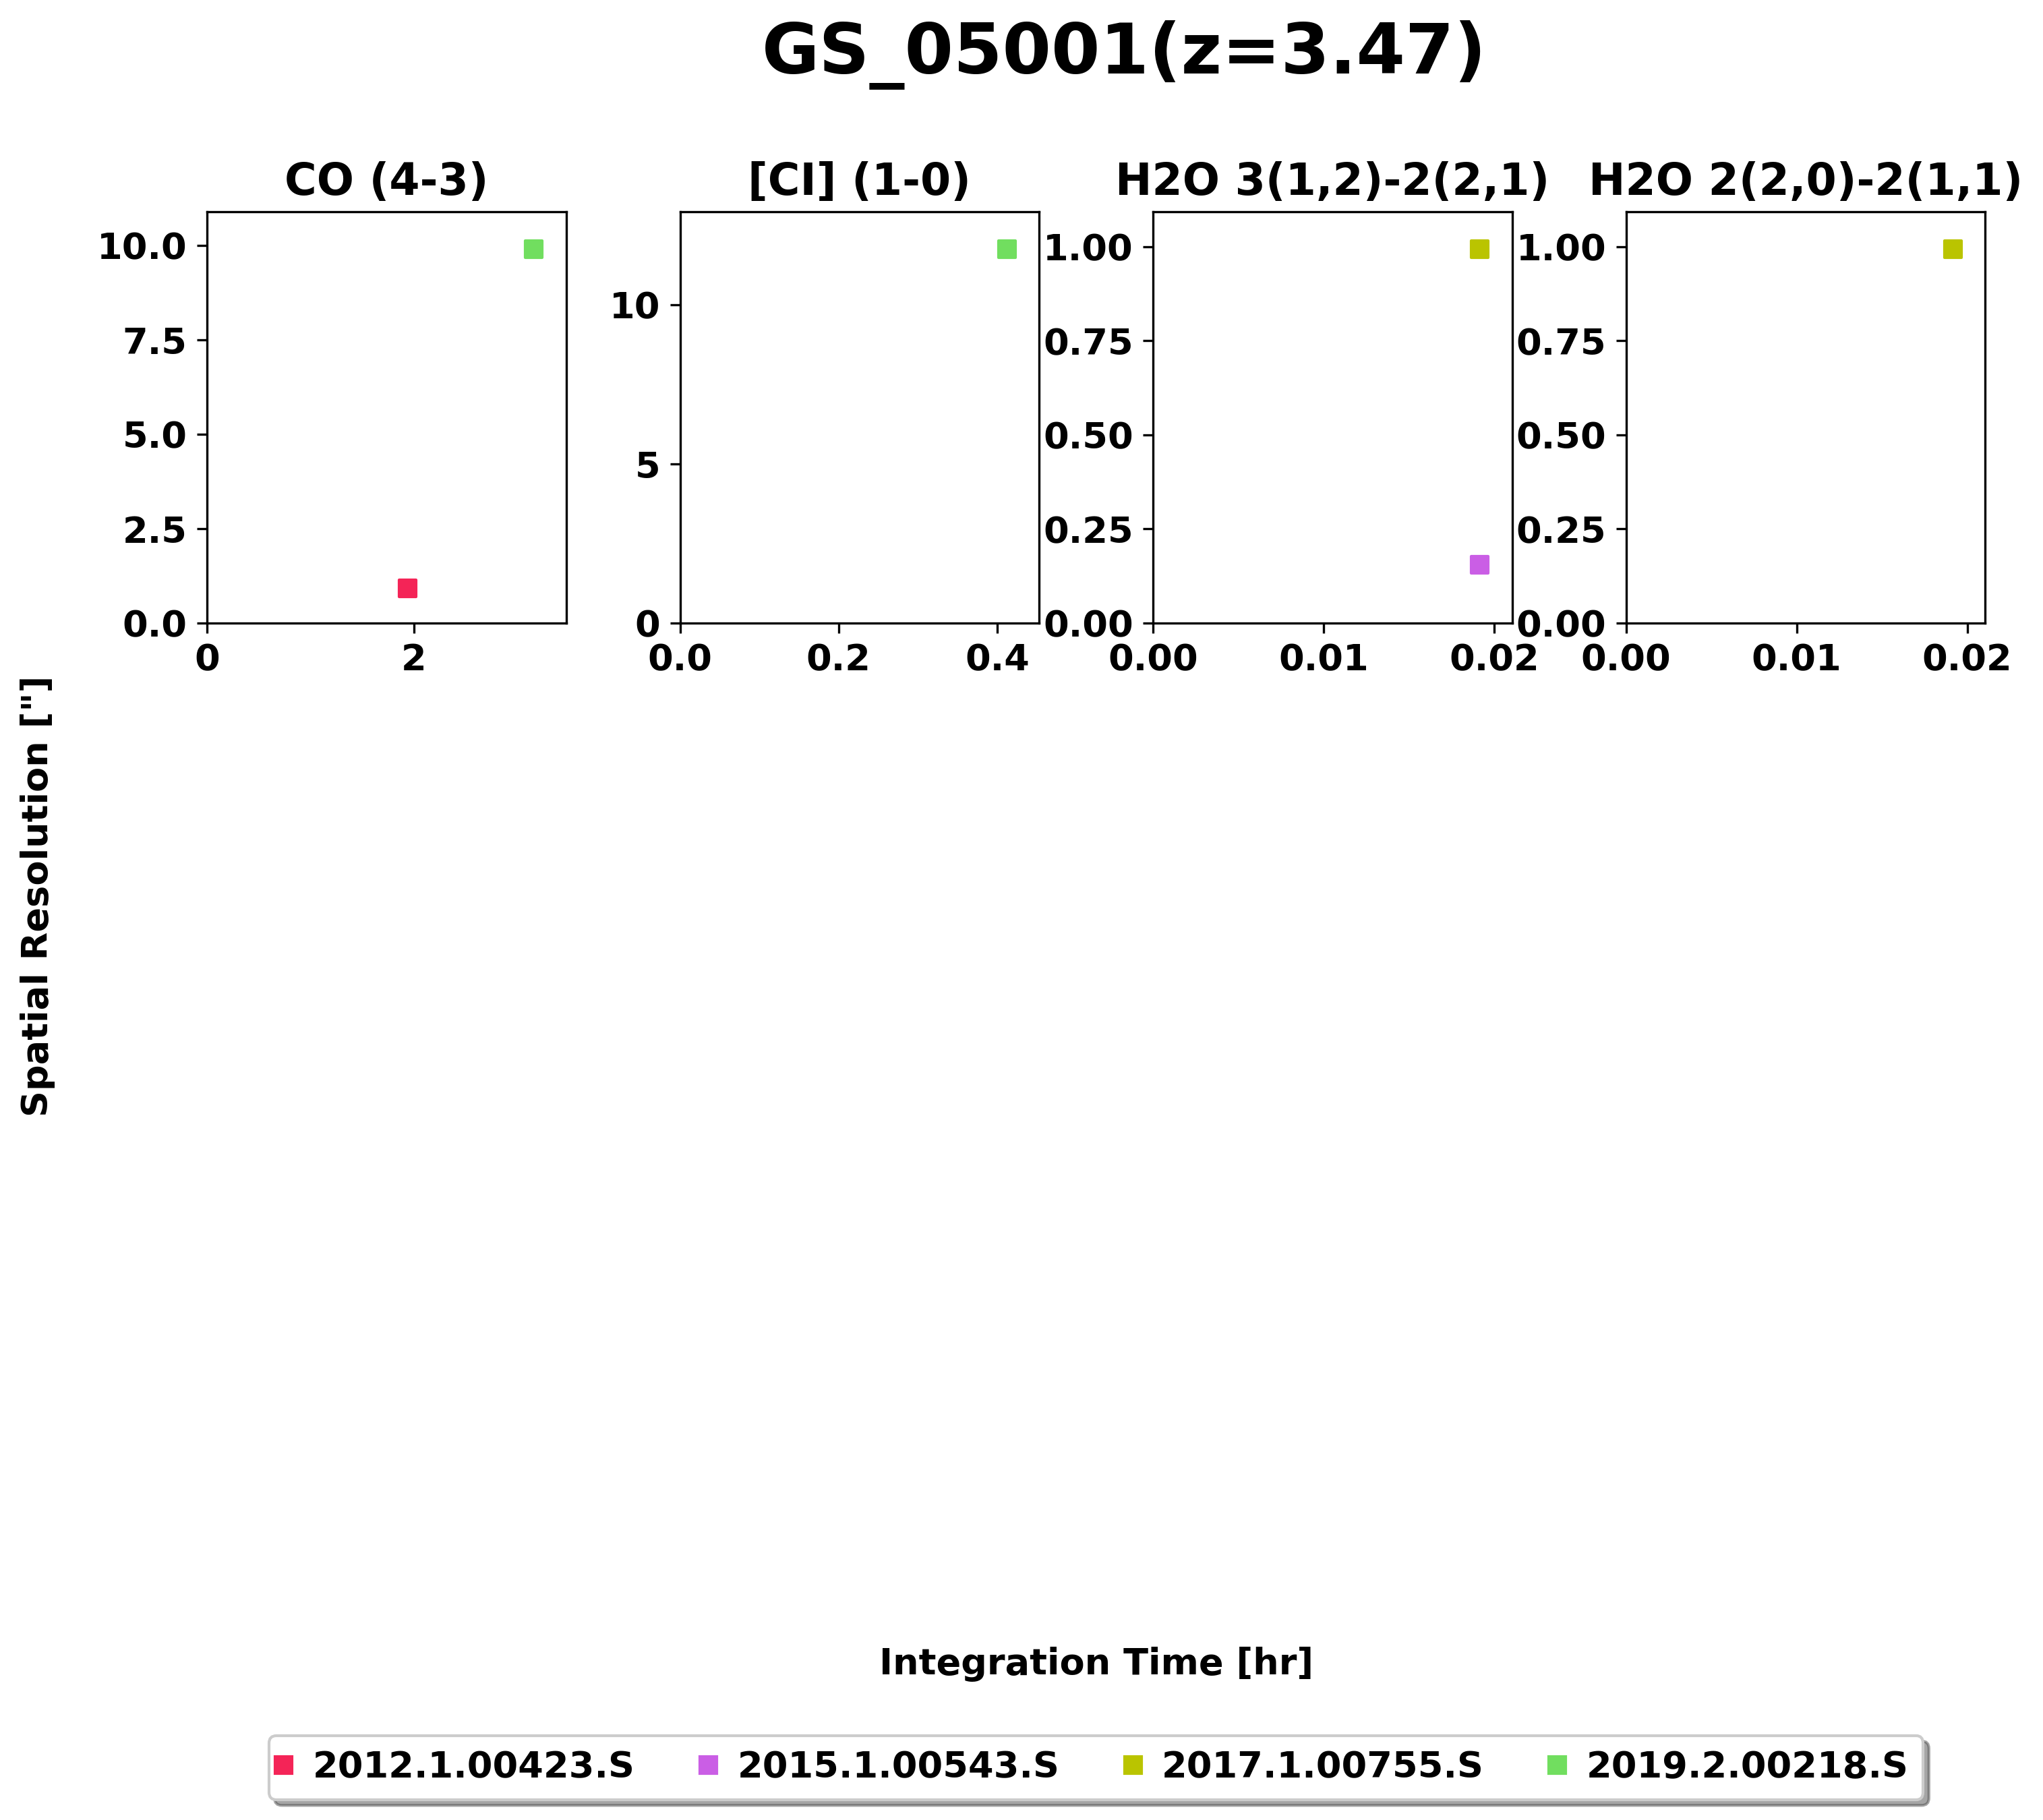 GS_05001(z=3.47)
CO (4-3)
[CI] (1-0)
H2O 3(1,2)-2(2,1)
H2O 2(2,0)-2(1,1)
10.0
7.5
5.0
2.5
0.0
0
2
10
5
0
0.0
0.2
0.4
1.00
0.75
0.50
0.25
0.00
0.00
0.01
0.02
1.00
0.75
0.50
0.25
0.00
0.00
0.01
0.02
Spatial Resolution ["]
Integration Time [hr]
2012.1.00423.S
2015.1.00543.S
2017.1.00755.S
2019.2.00218.S